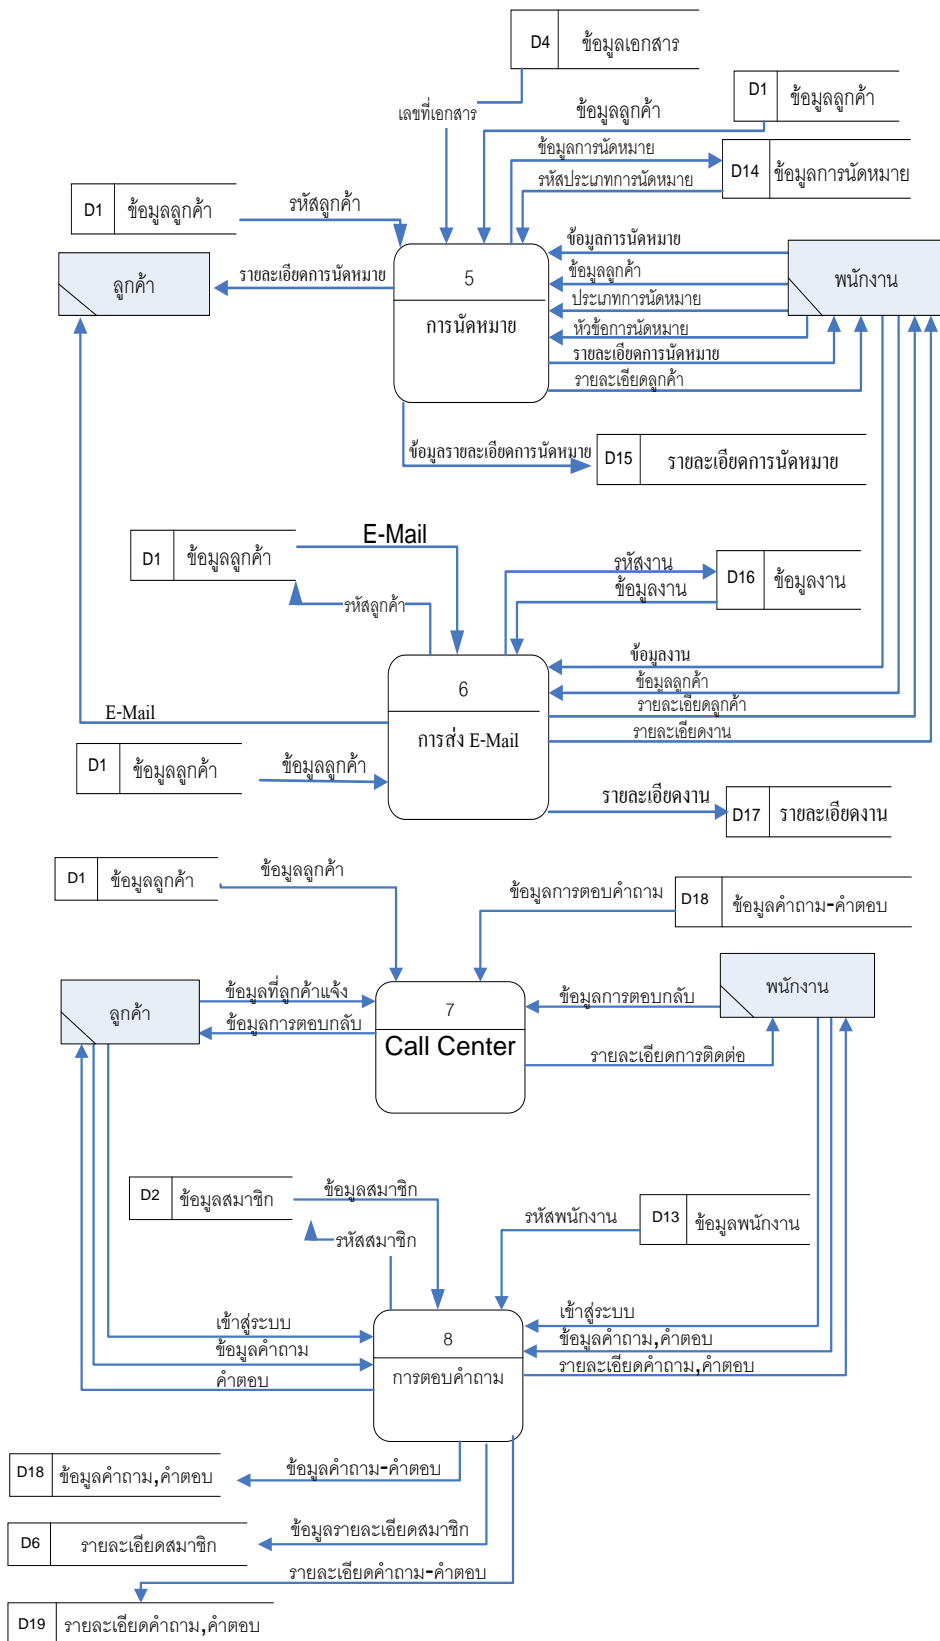 D4 ข้อมูลเอกสาร
D1 ข้อมูลลูกค้า
เลขที่เอกสาร
ข้อมูลลูกค้า
ข้อมูลการนัดหมาย
D14 ข้อมูลการนัดหมาย
รหัสประเภทการนัดหมาย
D1 ข้อมูลลูกค้า
รหัสลูกค้า
ลูกค้า
รายละเอียดการนัดหมาย
5
การนัดหมาย
ข้อมูลการนัดหมาย
ข้อมูลลูกค้า
ประเภทการนัดหมาย
หัวข้อการนัดหมาย
รายละเอียดการนัดหมาย
รายละเอียดลูกค้า
พนักงาน
ข้อมูลรายละเอียดการนัดหมาย
D15 รายละเอียดการนัดหมาย
D1 ข้อมูลลูกค้า
E-Mail
รหัสลูกค้า
รหัสงาน
ข้อมูลงาน
D16 ข้อมูลงาน
6
การส่ง E-Mail
ข้อมูลงาน
ข้อมูลลูกค้า
รายละเอียดลูกค้า
รายละเอียดงาน
E-Mail
D1 ข้อมูลลูกค้า
ข้อมูลลูกค้า
รายละเอียดงาน
D17 รายละเอียดงาน
D1 ข้อมูลลูกค้า
ข้อมูลลูกค้า
ข้อมูลการตอบคำถาม
D18 ข้อมูลคำถาม-คำตอบ
ลูกค้า
ข้อมูลที่ลูกค้าแจ้ง
ข้อมูลการตอบกลับ
7
Call Center
ข้อมูลการตอบกลับ
รายละเอียดการติดต่อ
พนักงาน
D2 ข้อมูลสมาชิก
ข้อมูลสมาชิก
รหัสสมาชิก
รหัสพนักงาน
D13 ข้อมูลพนักงาน
เข้าสู่ระบบ
ข้อมูลคำถาม
คำตอบ
8
การตอบคำถาม
เข้าสู่ระบบ
ข้อมูลคำถาม,คำตอบ
รายละเอียดคำถาม,คำตอบ
D18 ข้อมูลคำถาม,คำตอบ
ข้อมูลคำถาม-คำตอบ
D6 รายละเอียดสมาชิก
ข้อมูลรายละเอียดสมาชิก
รายละเอียดคำถาม-คำตอบ
D19 รายละเอียดคำถาม,คำตอบ